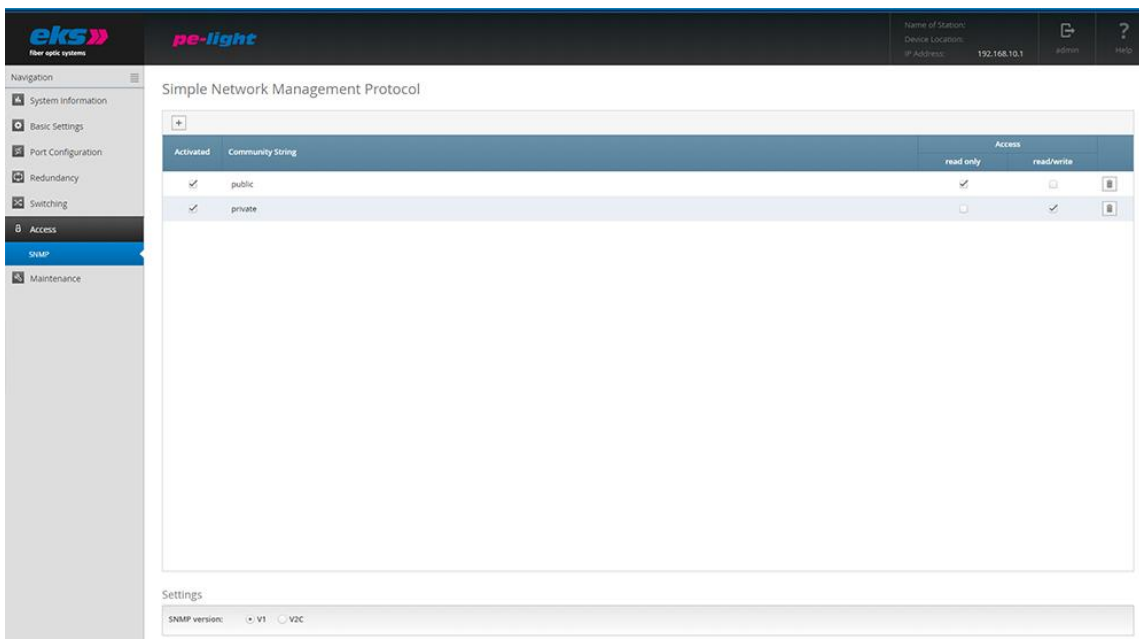 eks
fiber optic systems
pe-light
Name of Station:
Device Location:
IP Address: 192.168.10.1
admin
? Help
Navigation
System Information
Basic Settings
Port Configuration
Redundancy
Switching
Access
SNMP
Maintenance
Simple Network Management Protocol
+
Activated Community String Access
read only read/write
public
private
Settings
SNMP version: V1 V2C